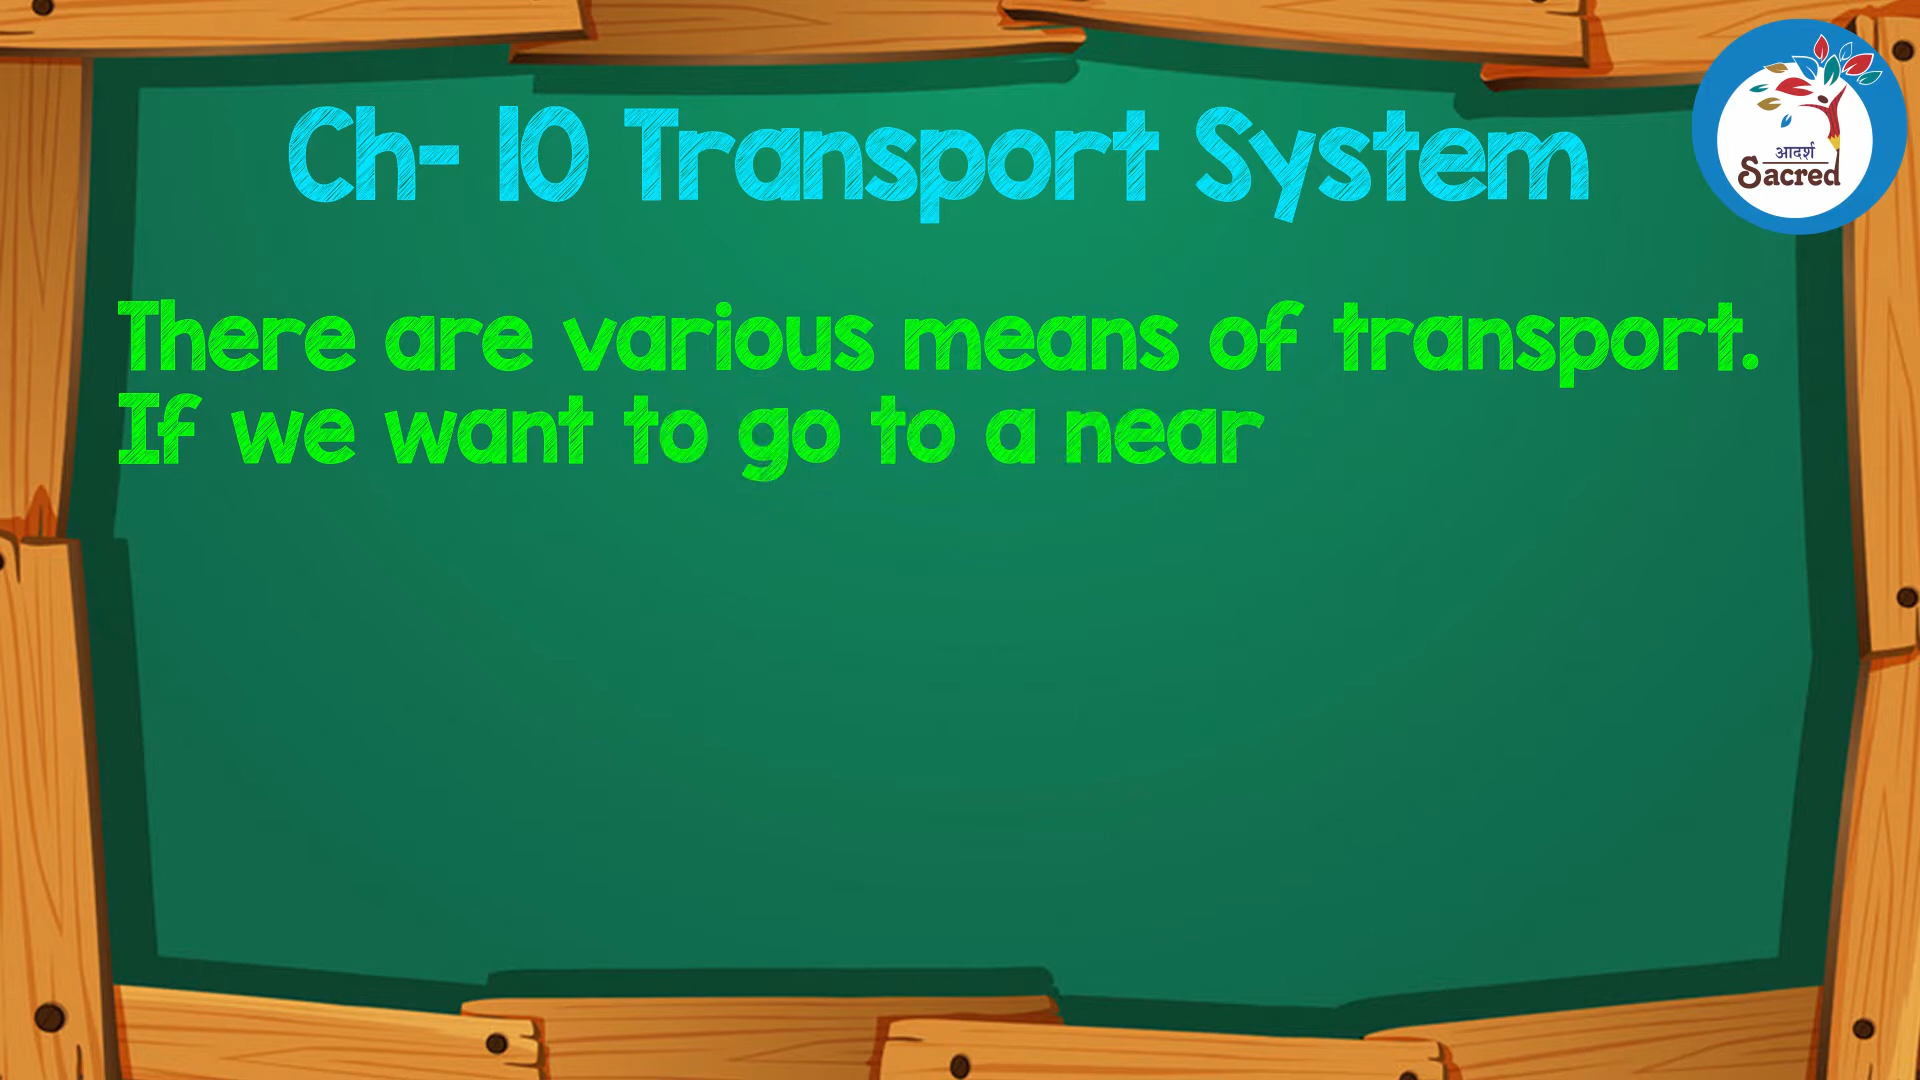 Ch- 10 Transport System
आदर्श
Sacred
There are various means of transport.
If we want to go to a near